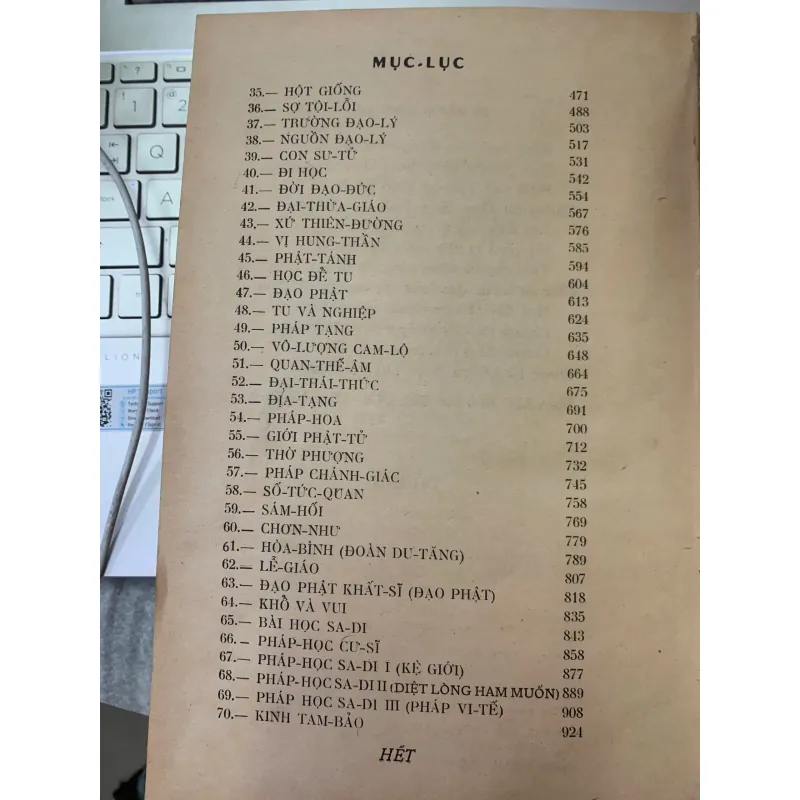 MỤC-LỤC
35.— HỘT GIỐNG 471
36.— SỢ TỘI-LỖI 488
37.— TRƯỜNG ĐẠO-LÝ 503
38.— NGUỒN ĐẠO-LÝ 517
39.— CON SƯ-TỬ 531
40.— ĐI HỌC 542
41.— ĐỜI ĐẠO-ĐỨC 554
42.— ĐẠI-THỪA-GIÁO 567
43.— XỨ THIÊN-ĐƯỜNG 576
44.— VỊ HUNG-THẦN 585
45.— PHẬT-TÁNH 594
46.— HỌC ĐỂ TU 604
47.— ĐẠO PHẬT 613
48.— TU VÀ NGHIỆP 624
49.— PHÁP TẠNG 635
50.— VÔ-LƯỢNG CAM-LỘ 648
51.— QUAN-THẾ-ÂM 664
52.— ĐẠI-THÁI-THỨC 675
53.— ĐỊA-TẠNG 691
54.— PHÁP-HOA 700
55.— GIỚI PHẬT-TỬ 712
56.— THỜ PHƯỢNG 732
57.— PHÁP CHÁNH-GIÁC 745
58.— SỔ-TỨC-QUAN 758
59.— SÁM-HỐI 769
60.— CHƠN-NHƯ 779
61.— HÒA-BÌNH (ĐOÀN DU-TĂNG) 789
62.— LỄ-GIÁO 807
63.— ĐẠO PHẬT KHẤT-SĨ (ĐẠO PHẬT) 818
64.— KHỔ VÀ VUI 835
65.— BÀI HỌC SA-DI 843
66.— PHÁP-HỌC CƯ-SĨ 858
67.— PHÁP-HỌC SA-DI I (KỆ GIỚI) 877
68.— PHÁP-HỌC SA-DI II (DIỆT LÒNG HAM MUỐN) 889
69.— PHÁP HỌC SA-DI III (PHÁP VI-TẾ) 908
70.— KINH TAM-BẢO 924
HẾT